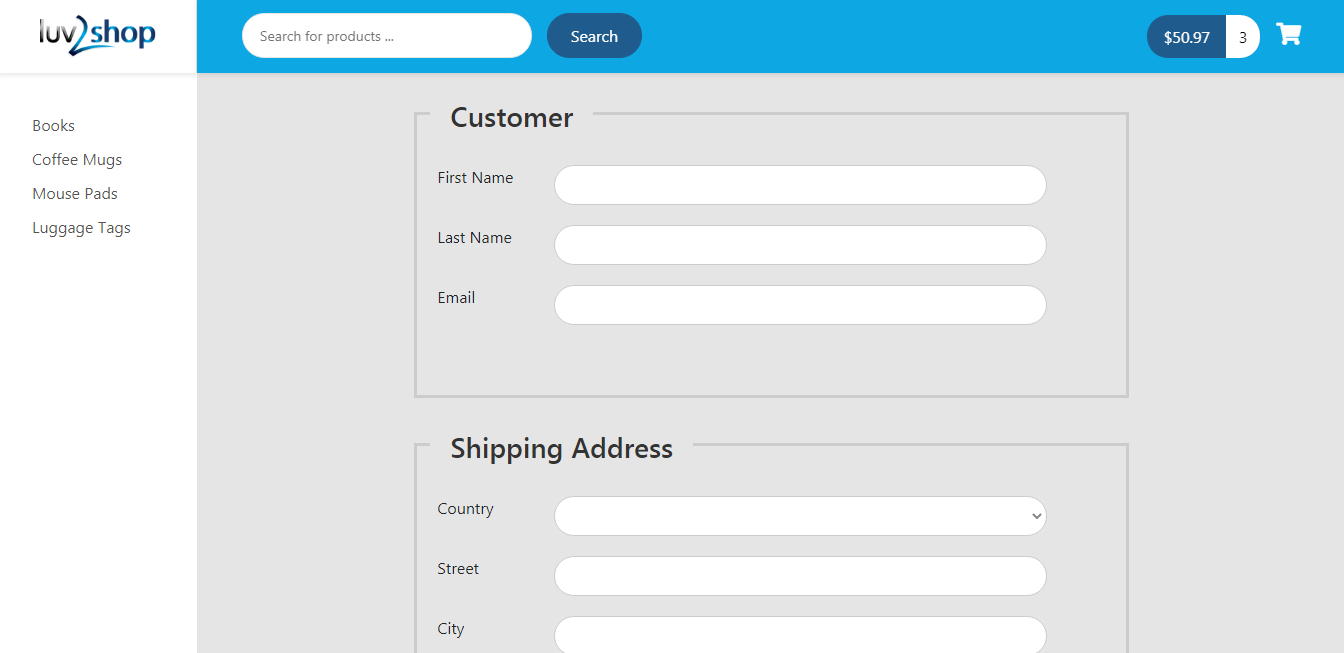 luv2shop
Search for products ...
Search
$50.97
3
Books
Coffee Mugs
Mouse Pads
Luggage Tags
Customer
First Name
Last Name
Email
Shipping Address
Country
Street
City